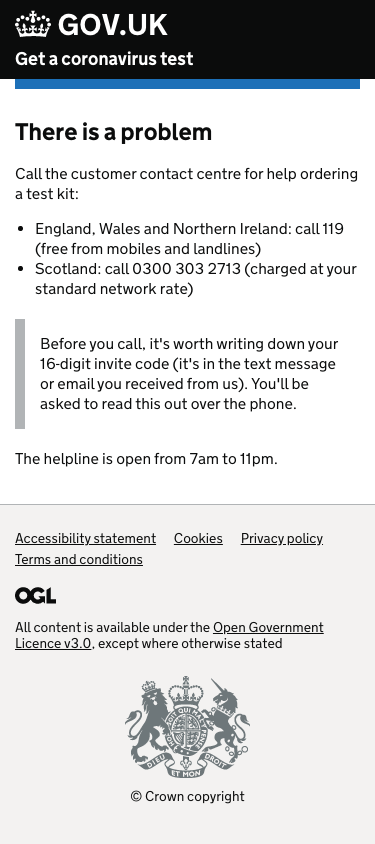 GOV.UK
Get a coronavirus test
There is a problem
Call the customer contact centre for help ordering
a test kit:
• England, Wales and Northern Ireland: call 119
(free from mobiles and landlines)
• Scotland: call 0300 303 2713 (charged at your
standard network rate)
Before you call, it's worth writing down your
16-digit invite code (it's in the text message
or email you received from us). You'll be
asked to read this out over the phone.
The helpline is open from 7am to 11pm.
Accessibility statement Cookies Privacy policy
Terms and conditions
OGL
All content is available under the Open Government
Licence v3.0, except where otherwise stated
DIEU ET MON DROIT
© Crown copyright